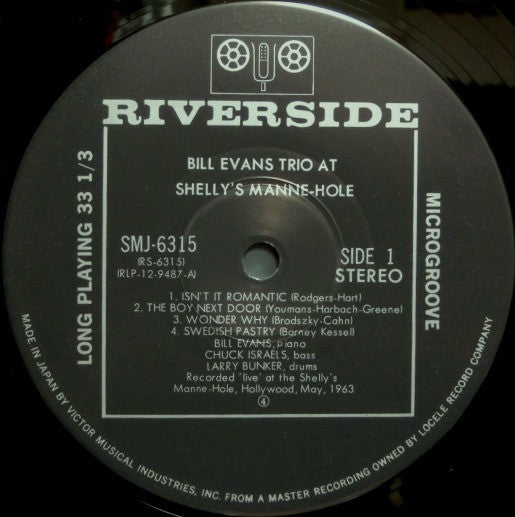 RIVERSIDE
BILL EVANS TRIO AT
SHELLY'S MANNE-HOLE
LONG PLAYING 33 1/3
MICROGROOVE
SMJ-6315
(RS-6315)
(RLP-12-9487-A)
SIDE 1
STEREO
1. ISN'T IT ROMANTIC (Rodgers-Hart)
2. THE BOY NEXT DOOR (Youmans-Harbach-Greene)
3. WONDER WHY (Brodszky-Cahn)
4. SWEDISH PASTRY (Barney Kessel)
BILL EVANS, piano
CHUCK ISRAELS, bass
LARRY BUNKER, drums
Recorded 'live' at the Shelly's
Manne-Hole, Hollywood, May, 1963
④
MADE IN JAPAN BY VICTOR MUSICAL INDUSTRIES, INC. FROM A MASTER RECORDING OWNED BY LOCELE RECORD COMPANY